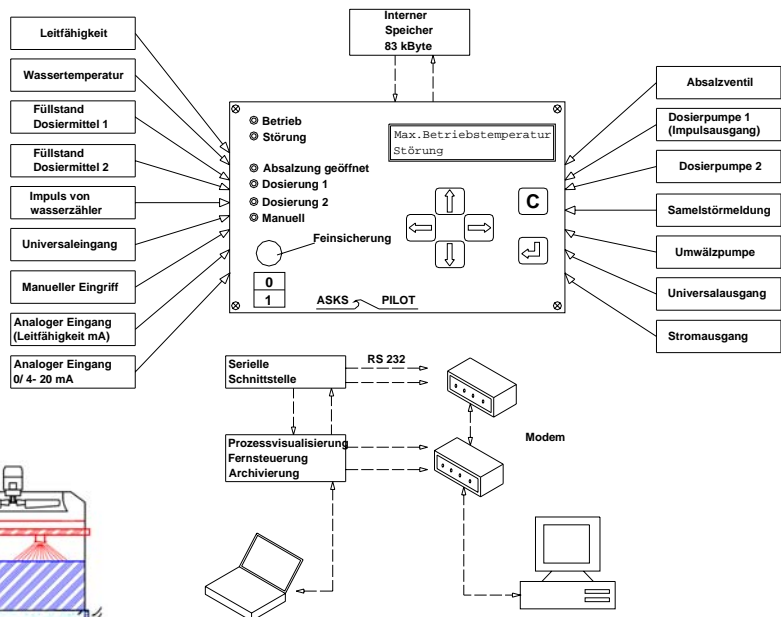 Interner
Speicher
83 kByte
Leitfähigkeit
Wassertemperatur
Füllstand
Dosiermittel 1
Füllstand
Dosiermittel 2
Impuls von
wasserzähler
Universaleingang
Manueller Eingriff
Analoger Eingang
(Leitfähigkeit mA)
Analoger Eingang
0/ 4- 20 mA
Betrieb
Störung
Absalzung geöffnet
Dosierung 1
Dosierung 2
Manuell
Feinsicherung
0
1
ASKS PILOT
Max.Betriebstemperatur
Störung
C
Absalzventil
Dosierpumpe 1
(Impulsausgang)
Dosierpumpe 2
Samelstörmeldung
Umwälzpumpe
Universalausgang
Stromausgang
Serielle
Schnittstelle
RS 232
Prozessvisualisierung
Fernsteuerung
Archivierung
Modem